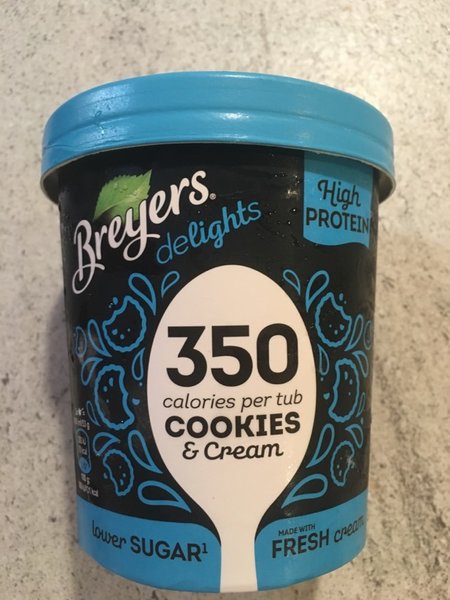 Breyers®
delights
High
PROTEIN
350
calories per tub
COOKIES
& Cream
lower SUGAR¹
MADE WITH
FRESH cream